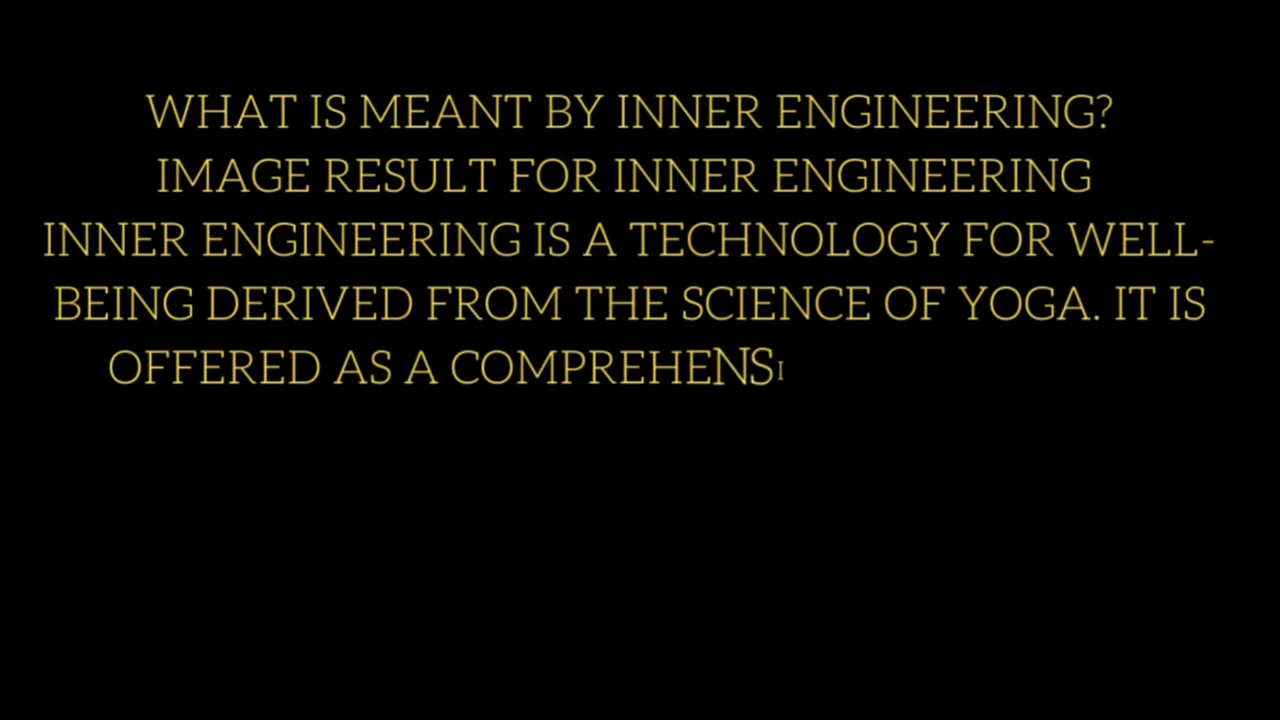 WHAT IS MEANT BY INNER ENGINEERING?
IMAGE RESULT FOR INNER ENGINEERING
INNER ENGINEERING IS A TECHNOLOGY FOR WELL-
BEING DERIVED FROM THE SCIENCE OF YOGA. IT IS
OFFERED AS A COMPREHENSI